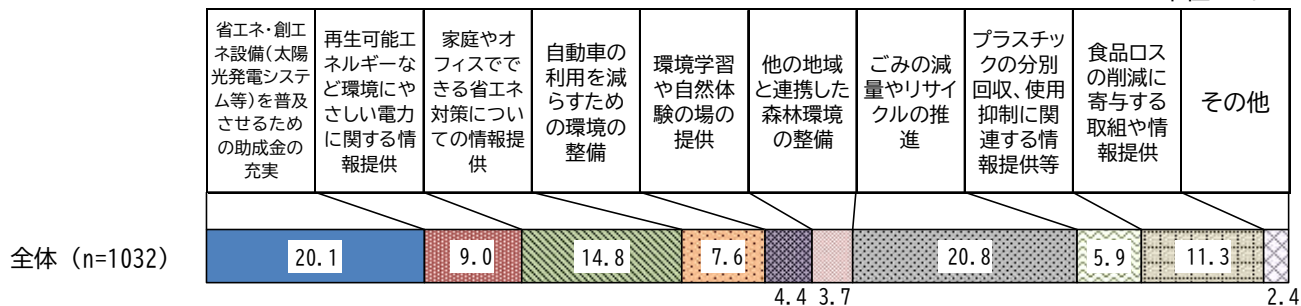 省エネ・創エ
ネ設備（太陽
光発電システ
ム等）を普及
させるため
の助成金の
充実
再生可能エ
ネルギーな
ど環境にや
さしい電力
に関する情
報提供
家庭やオ
フィスでで
きる省エネ
対策につい
ての情報提
供
自動車の
利用を減
らすため
の環境の
整備
環境学習
や自然体
験の場の
提供
他の地域
と連携した
森林環境
の整備
ごみの減
量やリサイ
クルの推
進
プラスチッ
クの分別
回収、使用
抑制に関
連する情
報提供等
食品ロス
の削減に
寄与する
取組や情
報提供
その他
全体 (n=1032)
20.1
9.0
14.8
7.6
4.4
3.7
20.8
5.9
11.3
2.4